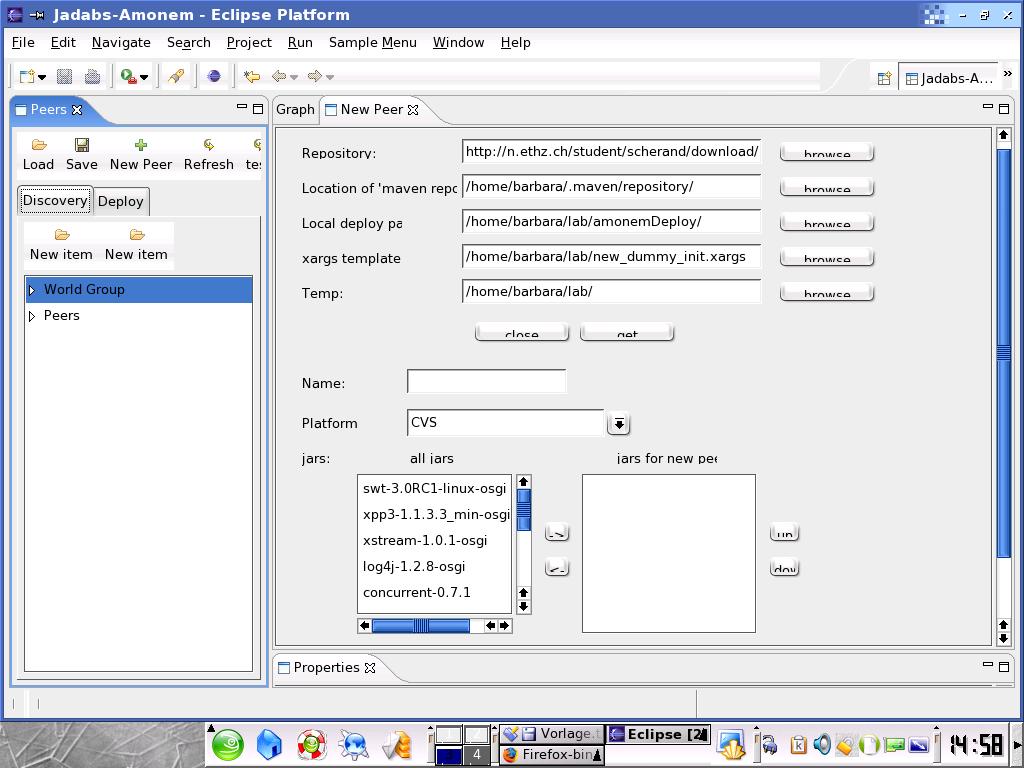 Jadabs-Amonem - Eclipse Platform
File Edit Navigate Search Project Run Sample Menu Window Help
Jadabs-A... »
Peers
Load Save New Peer Refresh tes
Discovery Deploy
New item New item
World Group
Peers
Graph New Peer
Repository: http://n.ethz.ch/student/scherand/download/ browse
Location of 'maven repo /home/barbara/.maven/repository/ browse
Local deploy pa /home/barbara/lab/amonemDeploy/ browse
xargs template /home/barbara/lab/new_dummy_init.xargs browse
Temp: /home/barbara/lab/ browse
close get
Name:
Platform CVS
jars: all jars jars for new pee
swt-3.0RC1-linux-osgi
xpp3-1.1.3.3_min-osgi
xstream-1.0.1-osgi
log4j-1.2.8-osgi
concurrent-0.7.1
-> up
<- dov
Properties
4
Vorlage.t
Firefox-bin
Eclipse [2]
14:58